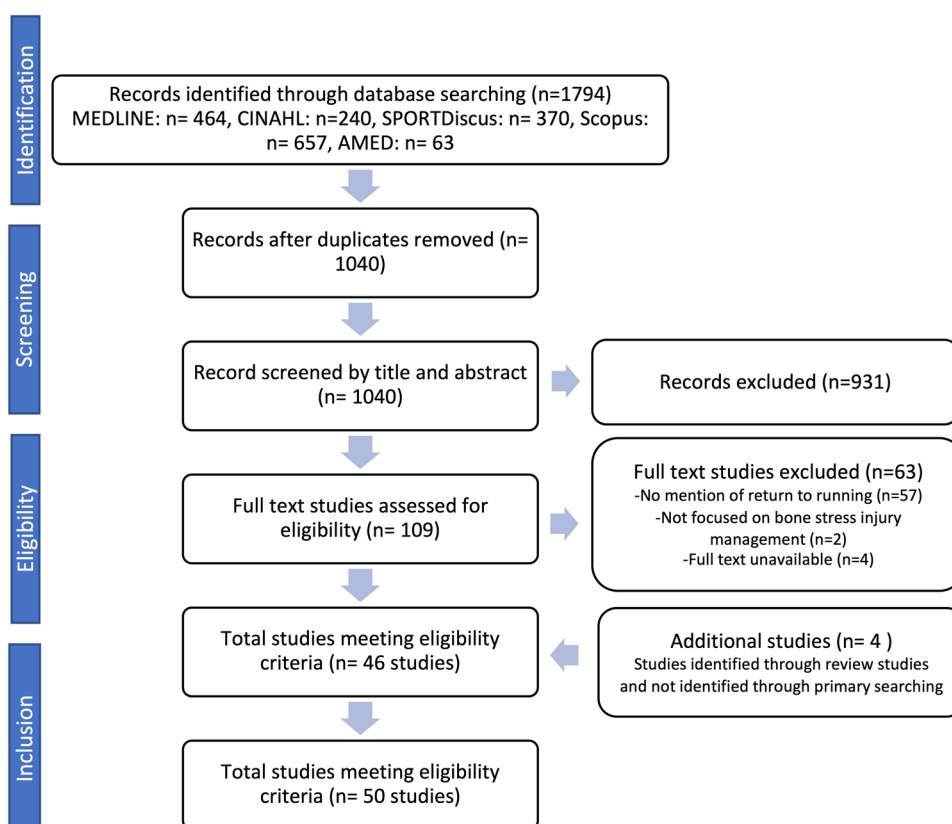 Identification
Records identified through database searching (n=1794)
MEDLINE: n= 464, CINAHL: n=240, SPORTDiscus: n= 370, Scopus:
n= 657, AMED: n= 63
Screening
Records after duplicates removed (n=
1040)
Record screened by title and abstract
(n= 1040)
Records excluded (n=931)
Eligibility
Full text studies assessed for
eligibility (n= 109)
Full text studies excluded (n=63)
-No mention of return to running (n=57)
-Not focused on bone stress injury
management (n=2)
-Full text unavailable (n=4)
Inclusion
Total studies meeting eligibility
criteria (n= 46 studies)
Additional studies (n= 4 )
Studies identified through review studies
and not identified through primary searching
Total studies meeting eligibility
criteria (n= 50 studies)